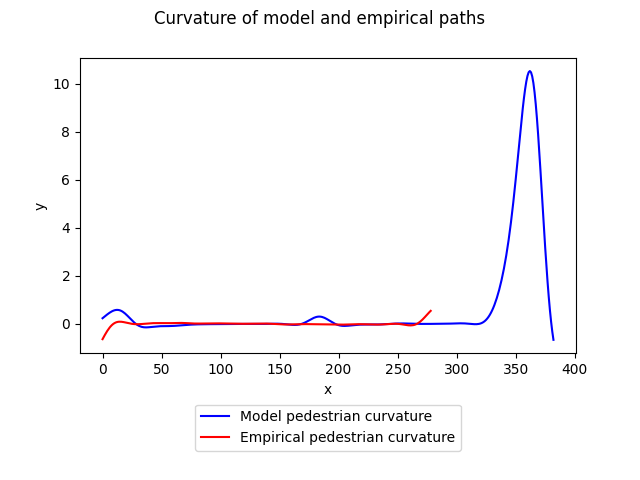 Curvature of model and empirical paths
10
8
6
4
2
0
y
0 50 100 150 200 250 300 350 400
x
Model pedestrian curvature
Empirical pedestrian curvature